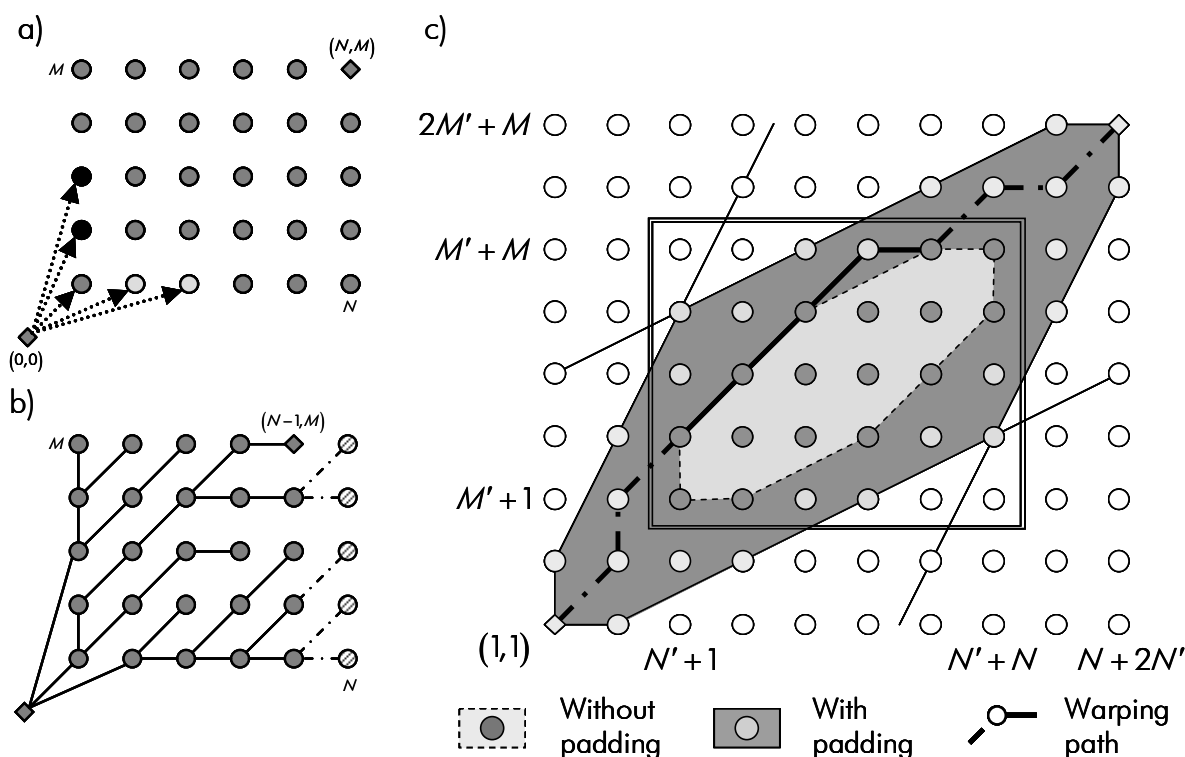 a)
(N,M)
M
N
(0,0)
b)
(N−1,M)
M
N
c)
2M′ + M
M′ + M
M′ + 1
(1,1)
N′ + 1
N′ + N
N + 2N′
Without
padding
With
padding
Warping
path